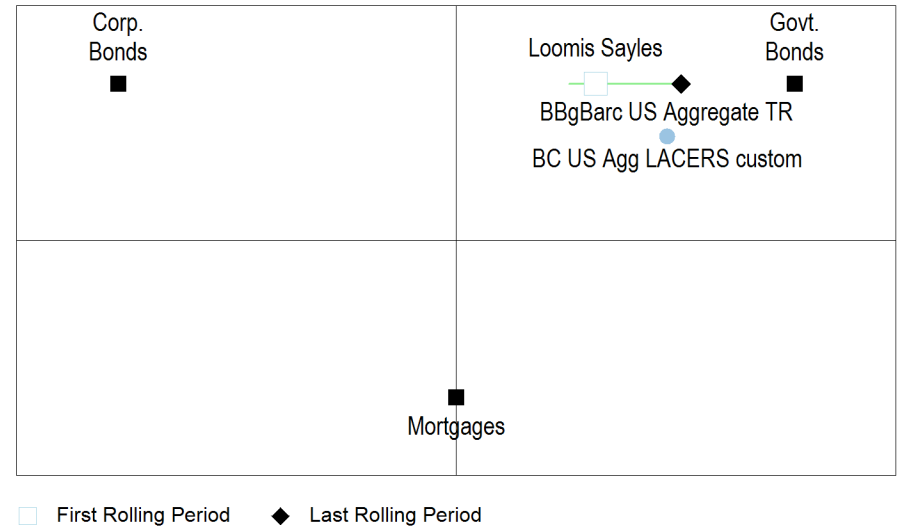 Corp.
Bonds
Loomis Sayles
Govt.
Bonds
BBgBarc US Aggregate TR
BC US Agg LACERS custom
Mortgages
First Rolling Period
Last Rolling Period